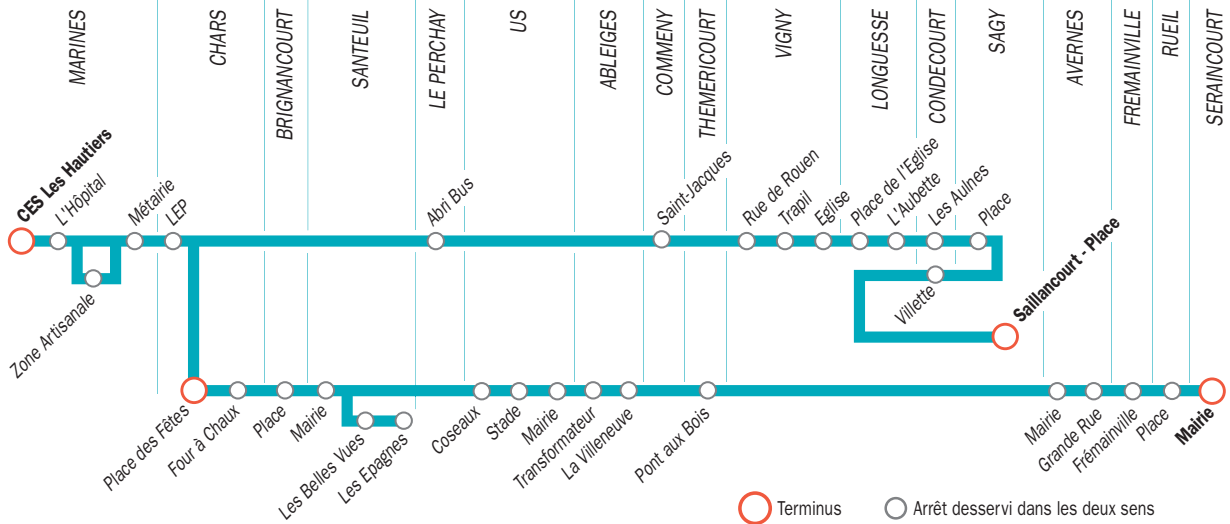 MARINES
CHARS
BRIGNANCOURT
SANTEUIL
LE PERCHAY
US
ABLEIGES
COMMENY
THEMERICOURT
VIGNY
LONGUESSE
CONDECOURT
SAGY
AVERNES
FREMAINVILLE
RUEIL
SERAINCOURT
CES Les Hautiers
L'Hôpital
Métairie
LEP
Abri Bus
Saint-Jacques
Rue de Rouen
Trapil
Eglise
Place de l'Eglise
L'Aubette
Les Aulnes
Place
Zone Artisanale
Villette
Saillancourt - Place
Place des Fêtes
Four à Chaux
Place
Mairie
Les Belles Vues
Les Epagnes
Coseaux
Stade
Mairie
Transformateur
La Villeneuve
Pont aux Bois
Mairie
Grande Rue
Frémainville
Place
Mairie
Terminus
Arrêt desservi dans les deux sens